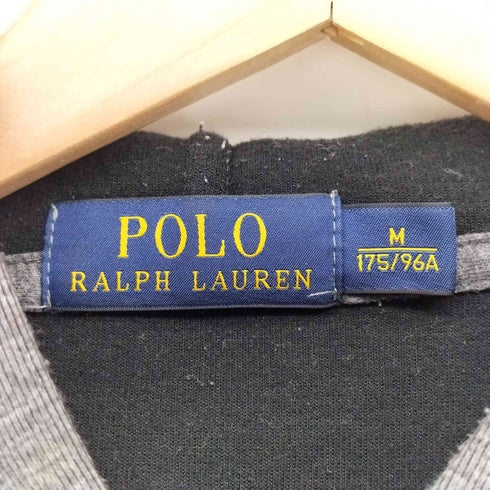 POLO
RALPH LAUREN
M
175/96A